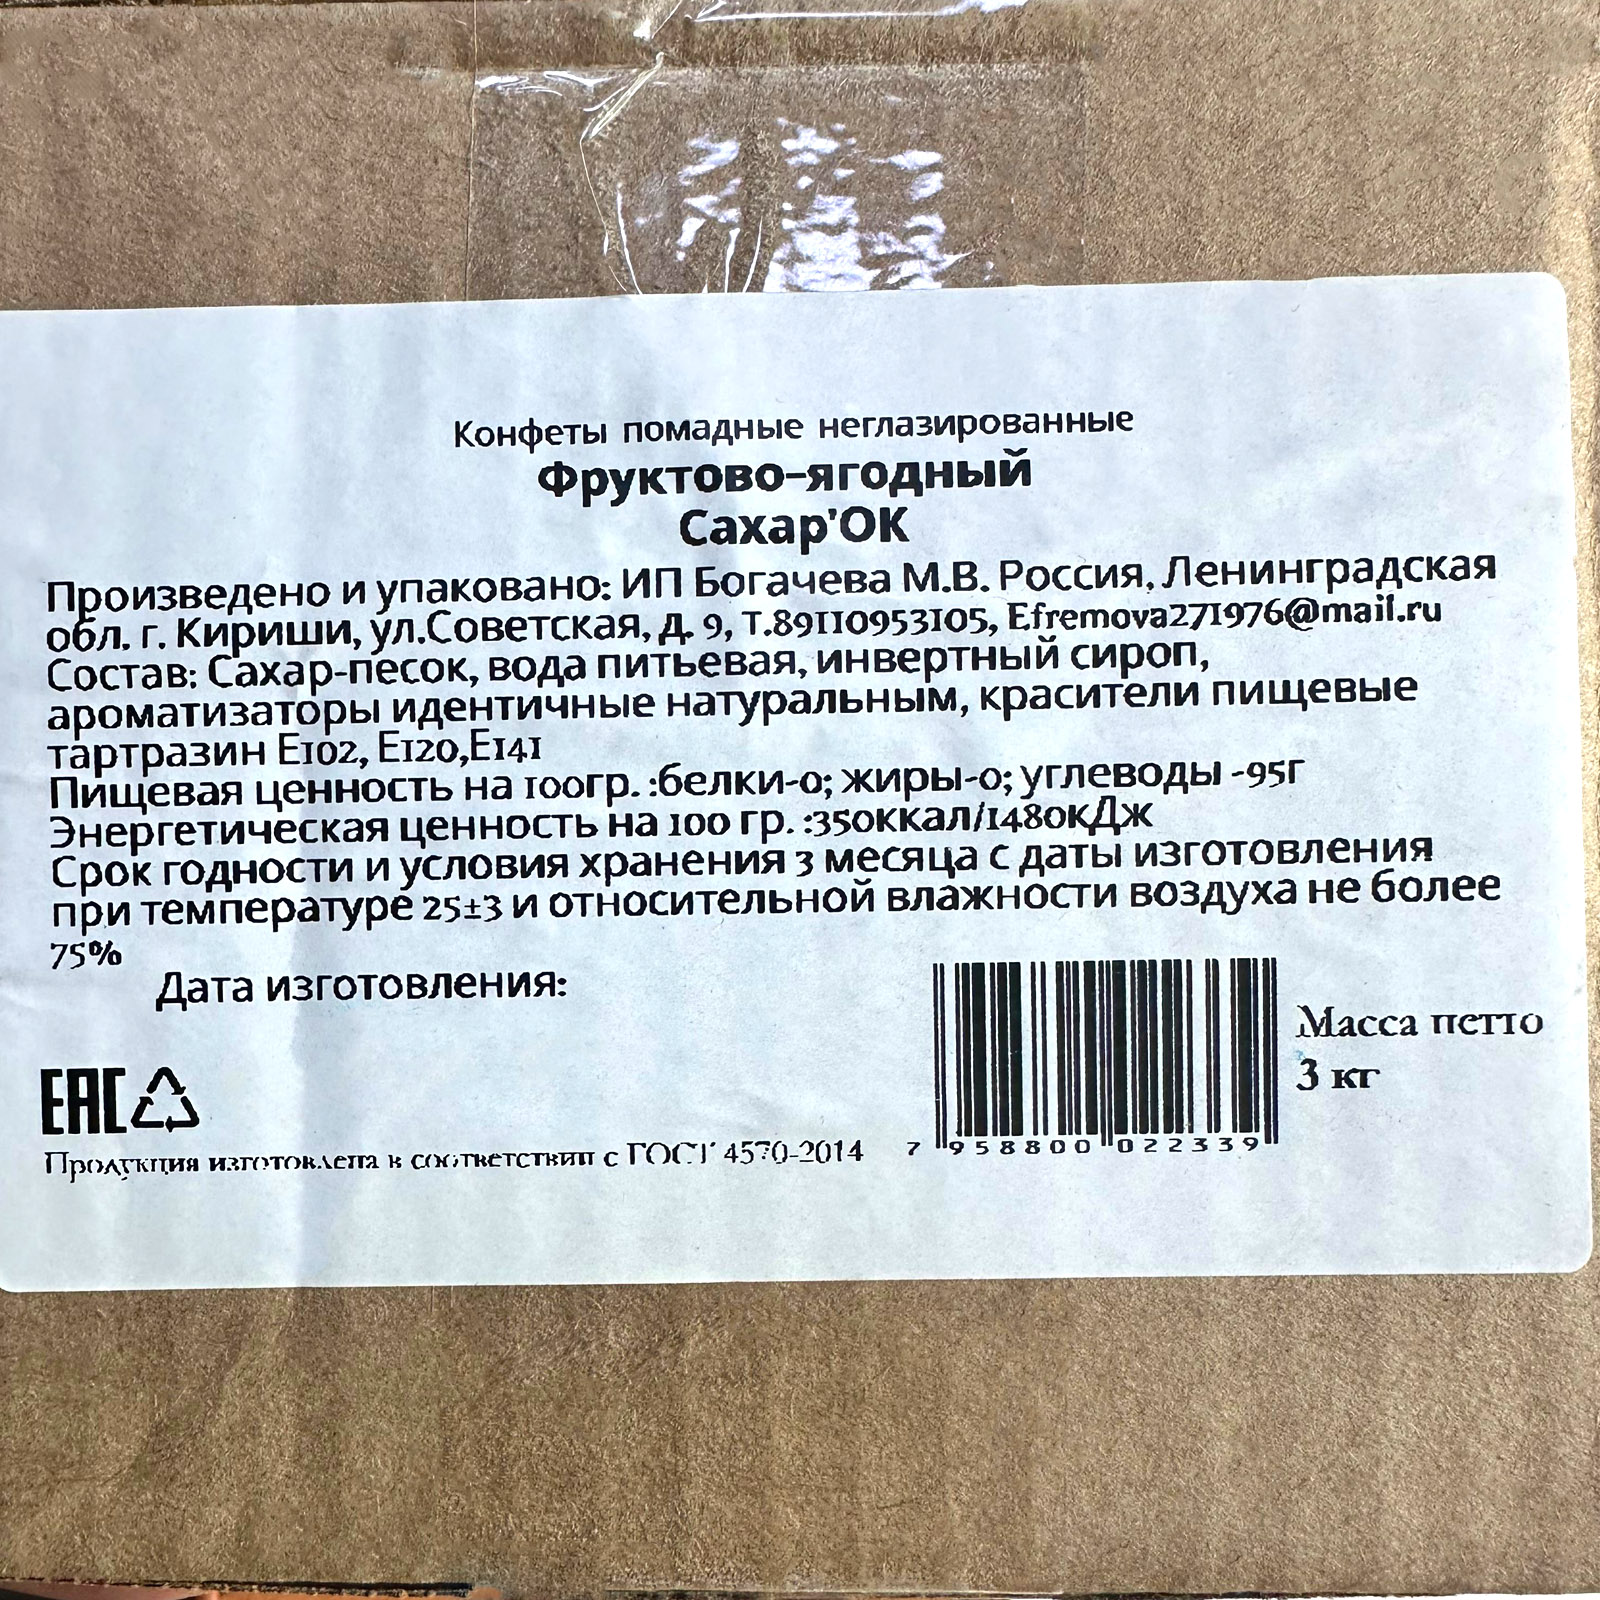 Конфеты помадные неглазированные
Фруктово-ягодный
Сахар'ОК
Произведено и упаковано: ИП Богачева М.В. Россия, Ленинградская
обл. г. Кириши, ул.Советская, д. 9, т.89110953105, Efremova271976@mail.ru
Состав: Сахар-песок, вода питьевая, инвертный сироп,
ароматизаторы идентичные натуральным, красители пищевые
тартразин Е102, Е120,Е141
Пищевая ценность на 100гр. :белки-0; жиры-0; углеводы -95г
Энергетическая ценность на 100 гр. :350ккал/1480кДж
Срок годности и условия хранения 3 месяца с даты изготовления
при температуре 25±3 и относительной влажности воздуха не более
75%
Дата изготовления:
Масса нетто
3 кг
EAC
Продукция изготовлена в соответствии с ГОСТ 4570-2014
7 958800 022339